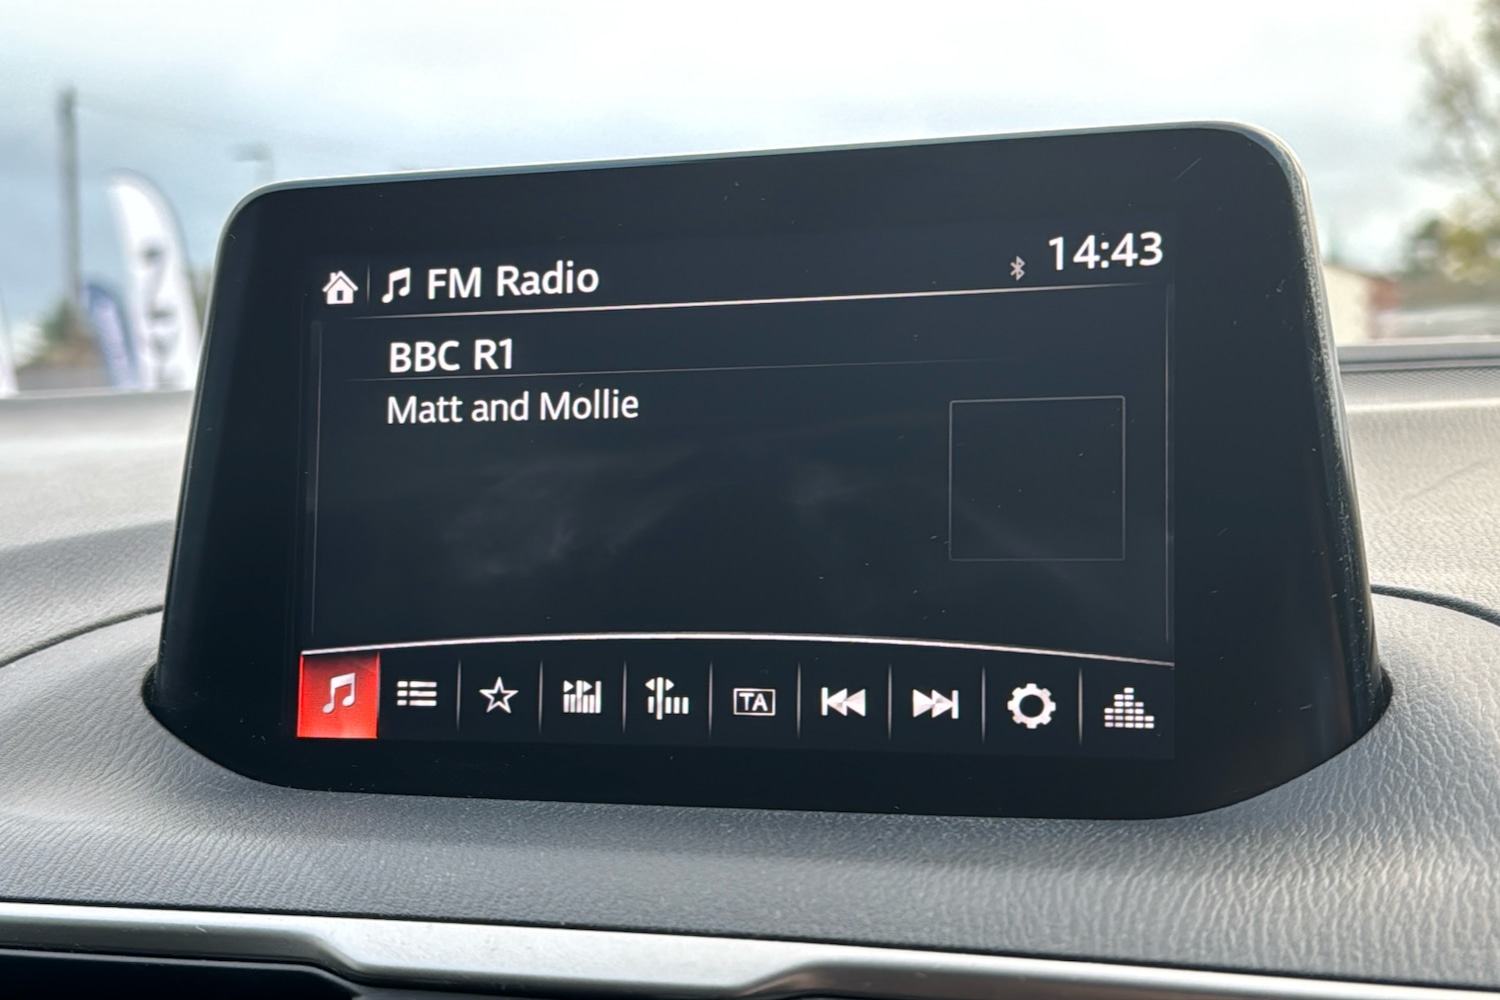 FM Radio
14:43
BBC R1
Matt and Mollie
TA